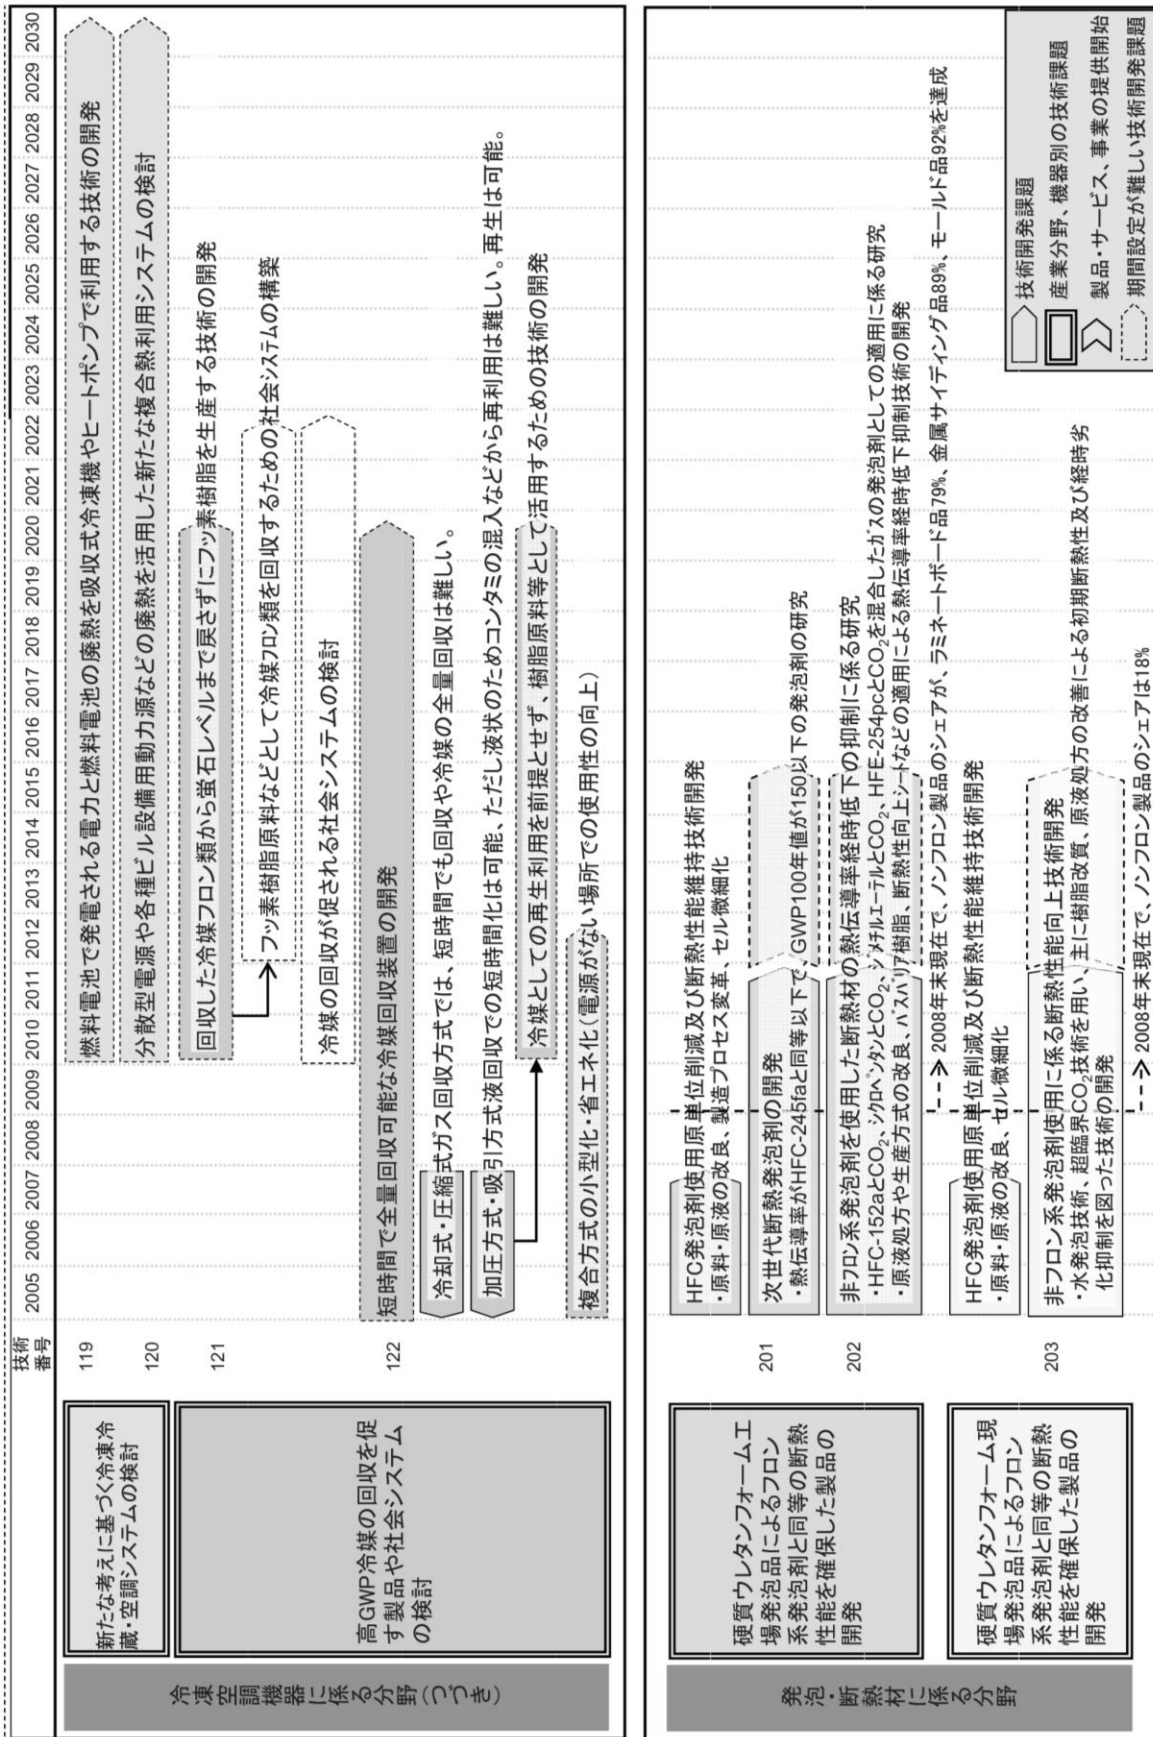 技術
番号
2005 2006 2007 2008 2009 2010 2011 2012 2013 2014 2015 2016 2017 2018 2019 2020 2021 2022 2023 2024 2025 2026 2027 2028 2029 2030
冷凍空調機器に係る分野(つづき)
新たな考えに基づく冷凍冷
蔵・空調システムの検討
119
燃料電池で発電される電力と燃料電池の廃熱を吸収式冷凍機やヒートポンプで利用する技術の開発
120
分散型電源や各種ビル設備用動力源などの廃熱を活用した新たな複合熱利用システムの検討
高GWP冷媒の回収を促
す製品や社会システム
の検討
121
回収した冷媒フロン類から蛍石レベルまで戻さずにフッ素樹脂を生産する技術の開発
フッ素樹脂原料などとして冷媒フロン類を回収するための社会システムの構築
冷媒の回収が促される社会システムの検討
122
短時間で全量回収可能な冷媒回収装置の開発
冷却式・圧縮式ガス回収方式では、短時間でも回収や冷媒の全量回収は難しい。
加圧方式・吸引方式液回収での短時間化は可能、ただし液状のためコンタミの混入などから再利用は難しい。再生は可能。
冷媒としての再生利用を前提とせず、樹脂原料等として活用するための技術の開発
複合方式の小型化・省エネ化(電源がない場所での使用性の向上)
発泡・断熱材に係る分野
硬質ウレタンフォーム工
場発泡品によるフロン
系発泡剤と同等の断熱
性能を確保した製品の
開発
HFC発泡剤使用原単位削減及び断熱性能維持技術開発
・原料・原液の改良、製造プロセス変革、セル微細化
201
次世代断熱発泡剤の開発
・熱伝導率がHFC-245faと同等以下で、GWP100年値が150以下の発泡剤の研究
202
非フロン系発泡剤を使用した断熱材の熱伝導率経時低下の抑制に係る研究
・HFC-152aとCO₂、シクロペンタンとCO₂、ジメチルエーテルとCO₂、HFE-254pcとCO₂を混合したガスの発泡剤としての適用に係る研究
・原液処方や生産方式の改良、ガスバリア樹脂、断熱性向上シートなどの適用による熱伝導率経時低下抑制技術の開発
2008年末現在で、ノンフロン製品のシェアが、ラミネートボード品79%、金属サイディング品89%、モールド品92%を達成
硬質ウレタンフォーム現
場発泡品によるフロン
系発泡剤と同等の断熱
性能を確保した製品の
開発
HFC発泡剤使用原単位削減及び断熱性能維持技術開発
・原料・原液の改良、セル微細化
203
非フロン系発泡剤使用に係る断熱性能向上技術開発
・水発泡技術、超臨界CO₂技術を用い、主に樹脂改質、原液処方の改善による初期断熱性及び経時劣
化抑制を図った技術の開発
2008年末現在で、ノンフロン製品のシェアは18%
技術開発課題
産業分野、機器別の技術課題
製品・サービス、事業の提供開始
期間設定が難しい技術開発課題